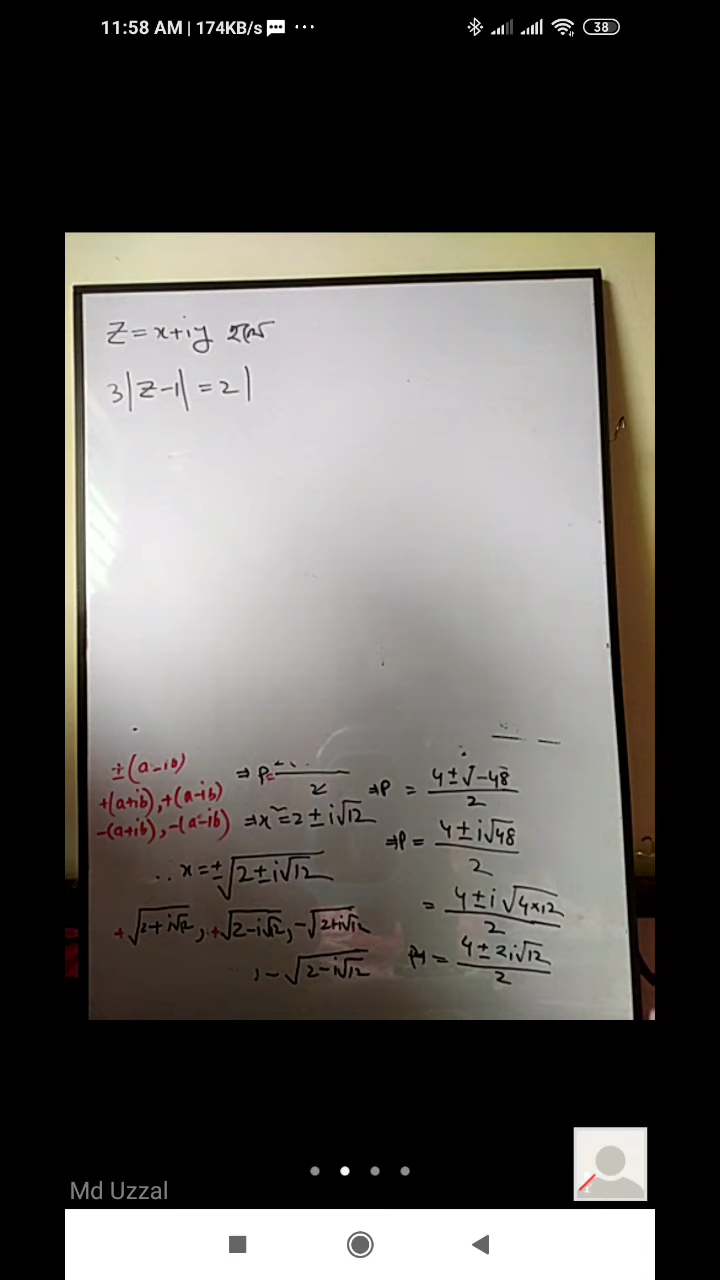 11:58 AM | 174KB/s ...
38
Z = x+iy হলে
3|Z-1| = 2|
±(a-ib)
+(a+ib), +(a-ib)
-(a+ib), -(a-ib)
⇒ P=
2
⇒ x² = 2 ± i√12
∴ x = ±√(2±i√12)
+√(2+i√12), +√(2-i√12), -√(2+i√12)
, -√(2-i√12)
⇒P = (4±√-48)/2
⇒P = (4±i√48)/2
= (4±i√(4×12))/2
= (4±2i√12)/2
Md Uzzal